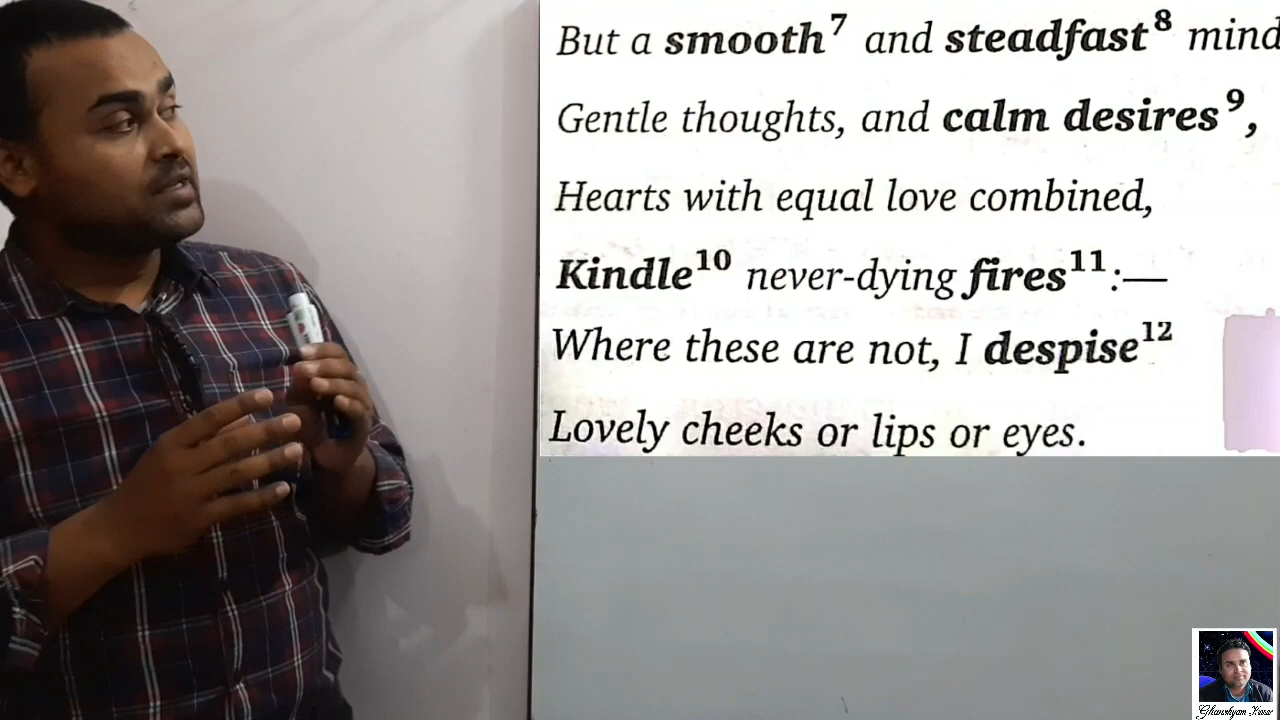 But a smooth⁷ and steadfast⁸ mind
Gentle thoughts, and calm desires⁹,
Hearts with equal love combined,
Kindle¹⁰ never-dying fires¹¹:—
Where these are not, I despise¹²
Lovely cheeks or lips or eyes.